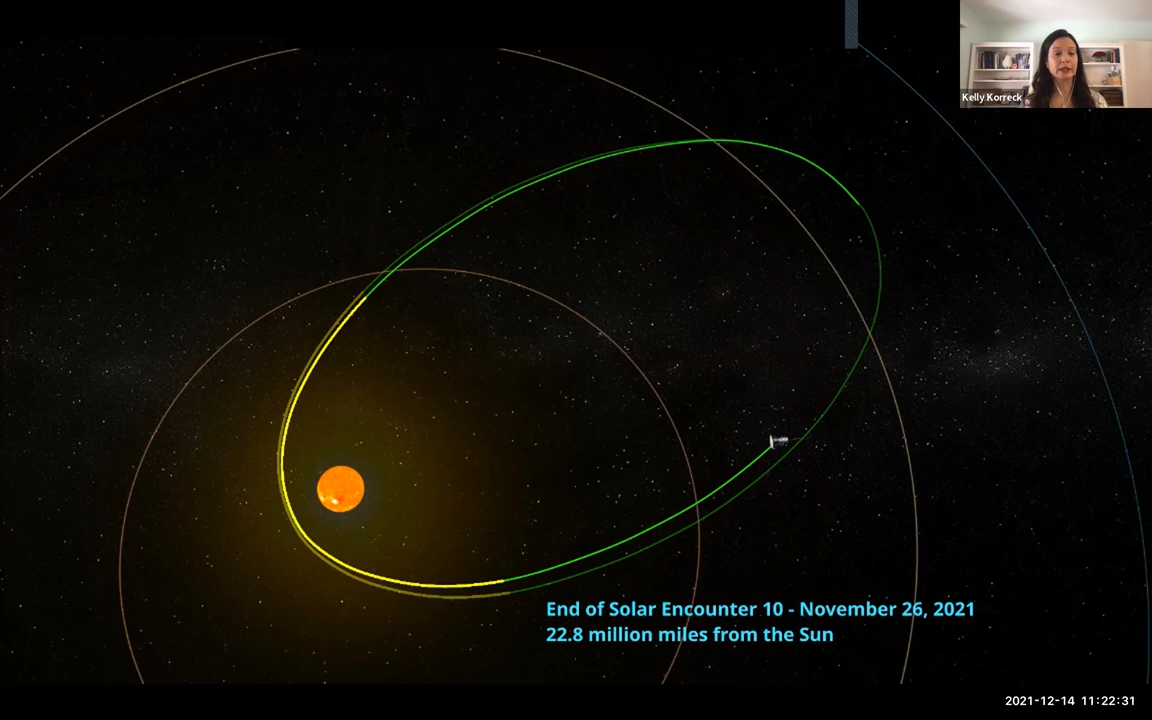 Kelly Korreck
End of Solar Encounter 10 - November 26, 2021
22.8 million miles from the Sun
2021-12-14 11:22:31